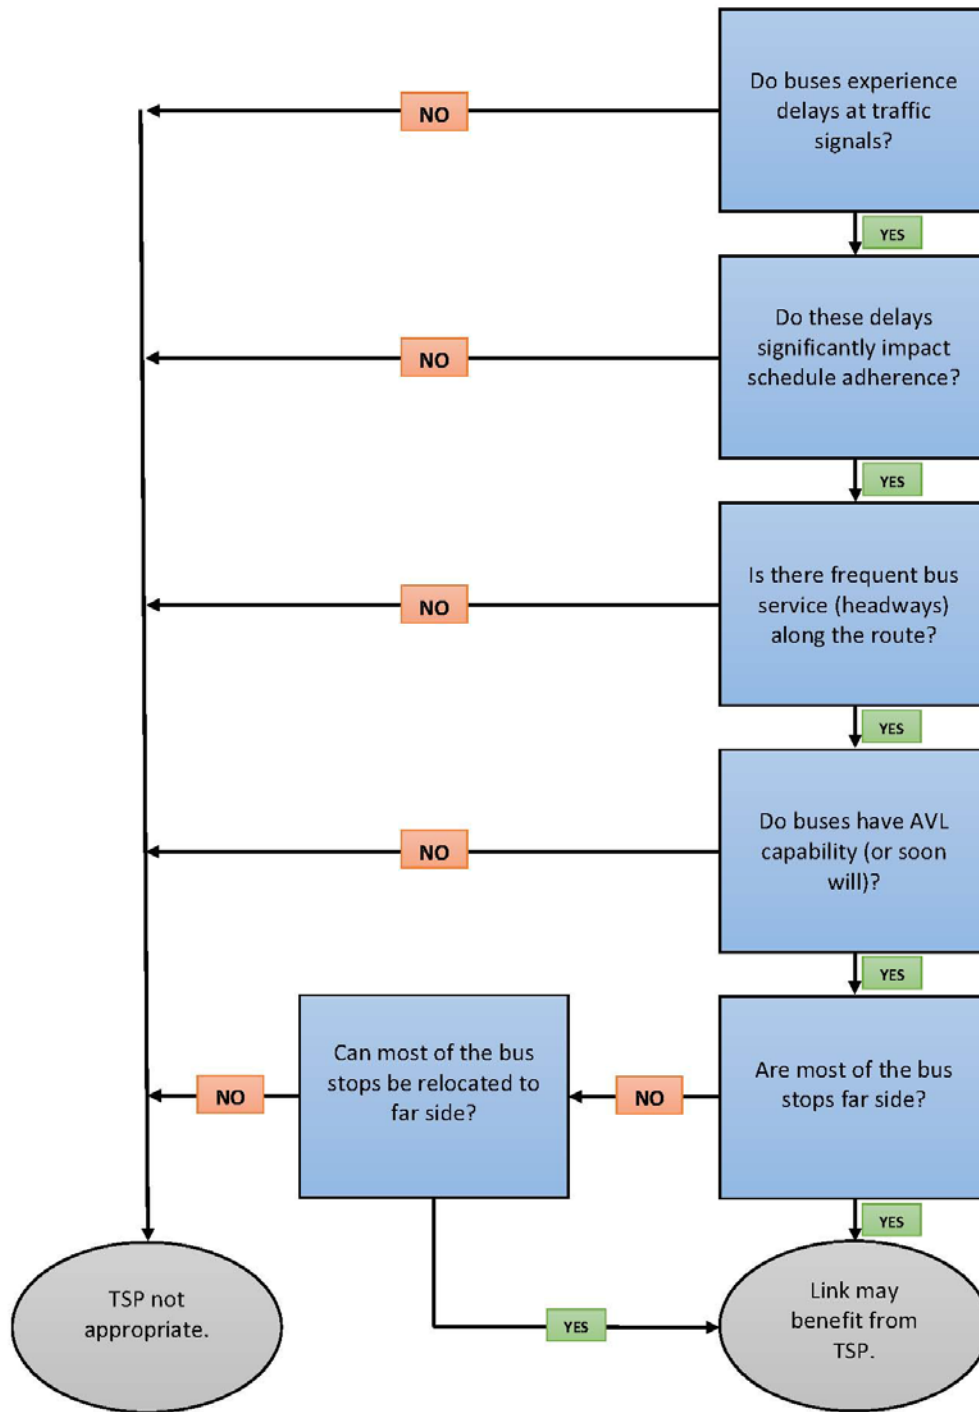 Do buses experience
delays at traffic
signals?
NO
YES
Do these delays
significantly impact
schedule adherence?
NO
YES
Is there frequent bus
service (headways)
along the route?
NO
YES
Do buses have AVL
capability (or soon
will)?
NO
YES
Are most of the bus
stops far side?
NO
Can most of the bus
stops be relocated to
far side?
NO
YES
TSP not
appropriate.
YES
Link may
benefit from
TSP.